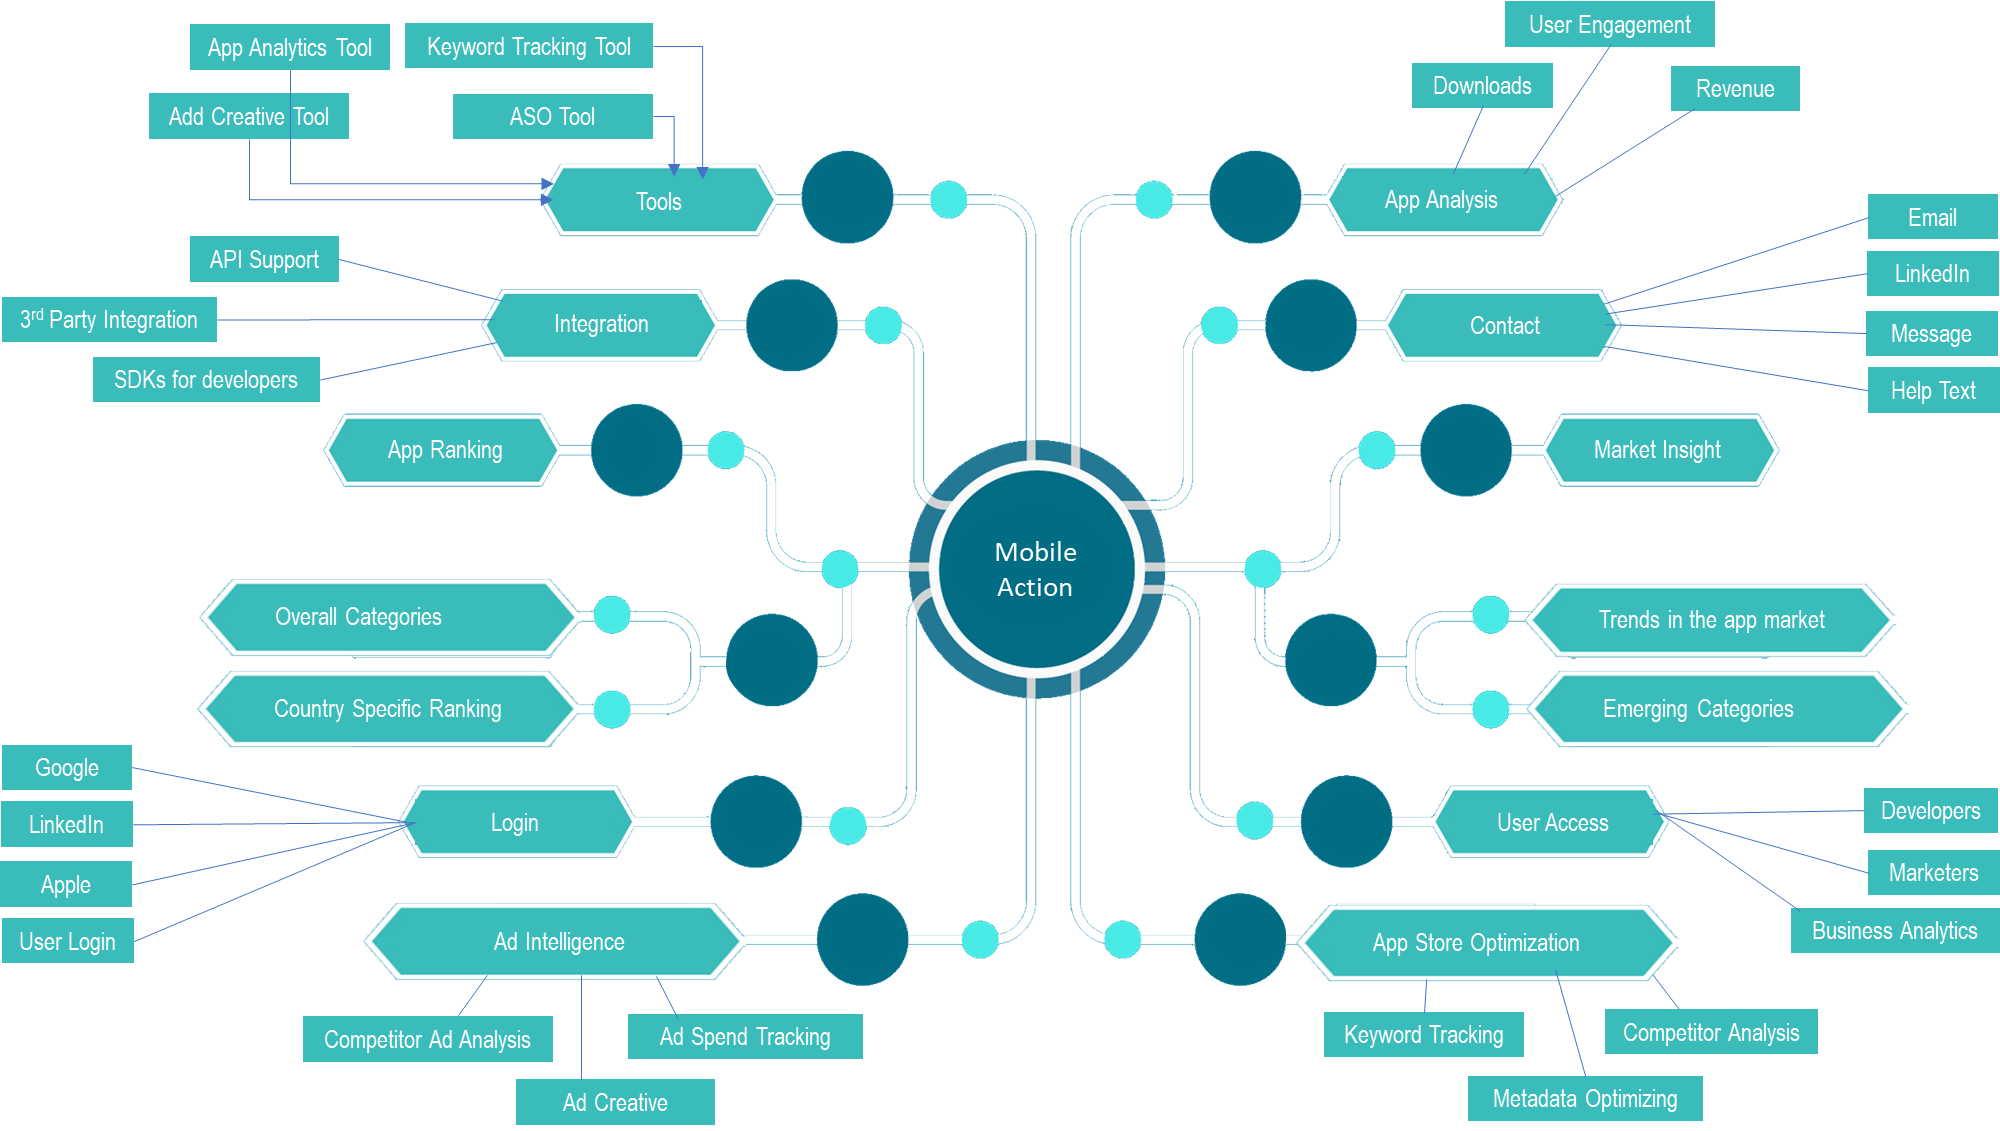 App Analytics Tool
Keyword Tracking Tool
Add Creative Tool
ASO Tool
Tools
API Support
3rd Party Integration
SDKs for developers
Integration
App Ranking
Overall Categories
Country Specific Ranking
Google
LinkedIn
Apple
User Login
Login
Ad Intelligence
Competitor Ad Analysis
Ad Spend Tracking
Ad Creative
Mobile
Action
User Engagement
Downloads
Revenue
App Analysis
Email
LinkedIn
Message
Help Text
Contact
Market Insight
Trends in the app market
Emerging Categories
User Access
Developers
Marketers
Business Analytics
App Store Optimization
Keyword Tracking
Competitor Analysis
Metadata Optimizing